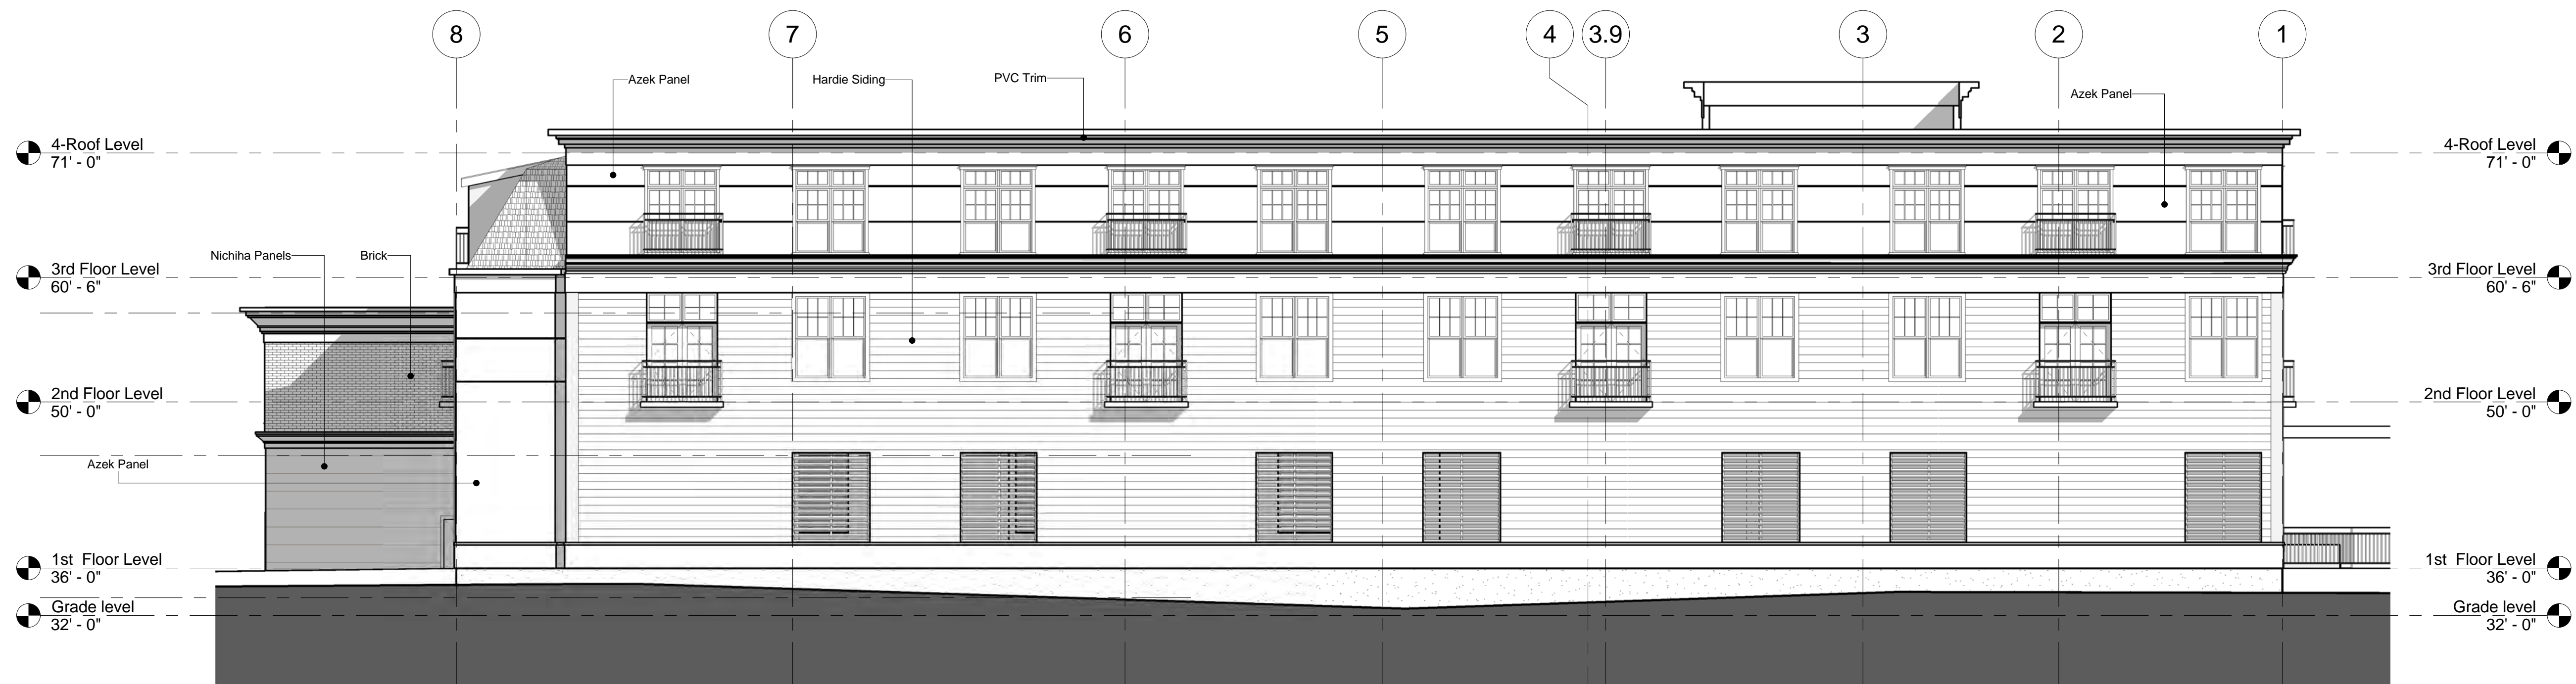 8
7
6
5
4
3.9
3
2
1
Azek Panel
Hardie Siding
PVC Trim
Azek Panel
4-Roof Level
71' - 0"
4-Roof Level
71' - 0"
Nichiha Panels
Brick
3rd Floor Level
60' - 6"
3rd Floor Level
60' - 6"
2nd Floor Level
50' - 0"
2nd Floor Level
50' - 0"
Azek Panel
1st Floor Level
36' - 0"
1st Floor Level
36' - 0"
Grade level
32' - 0"
Grade level
32' - 0"